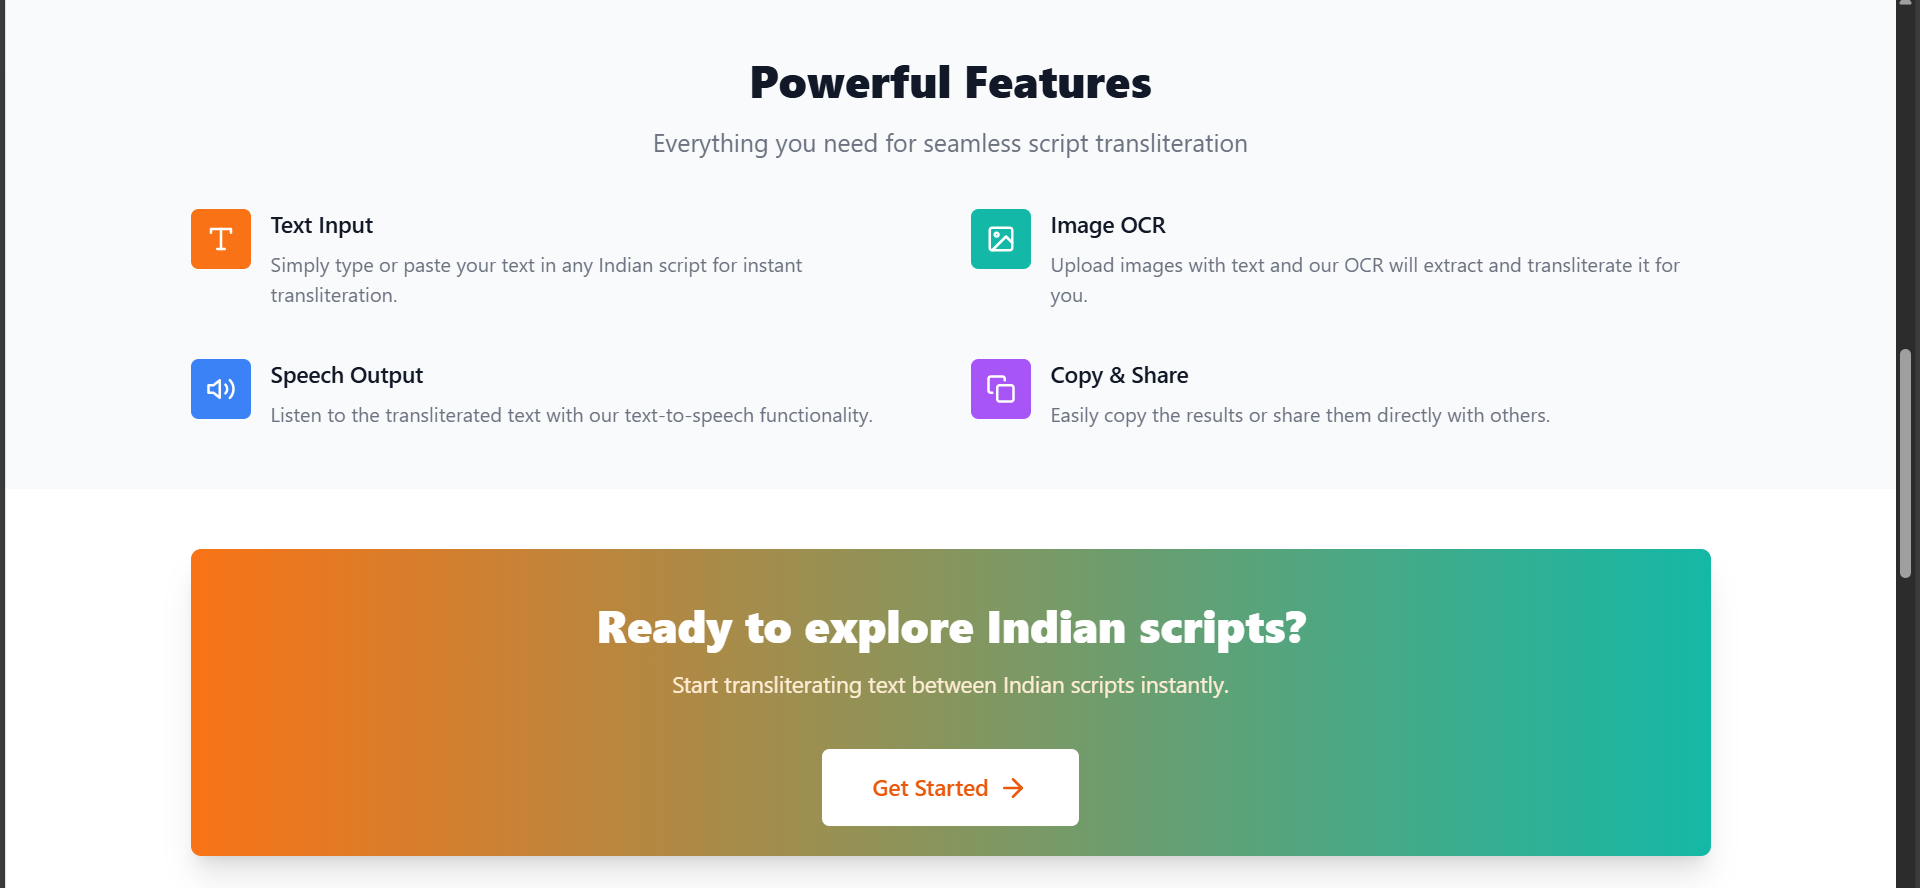 Powerful Features
Everything you need for seamless script transliteration
Text Input
Simply type or paste your text in any Indian script for instant
transliteration.
Image OCR
Upload images with text and our OCR will extract and transliterate it for
you.
Speech Output
Listen to the transliterated text with our text-to-speech functionality.
Copy & Share
Easily copy the results or share them directly with others.
Ready to explore Indian scripts?
Start transliterating text between Indian scripts instantly.
Get Started